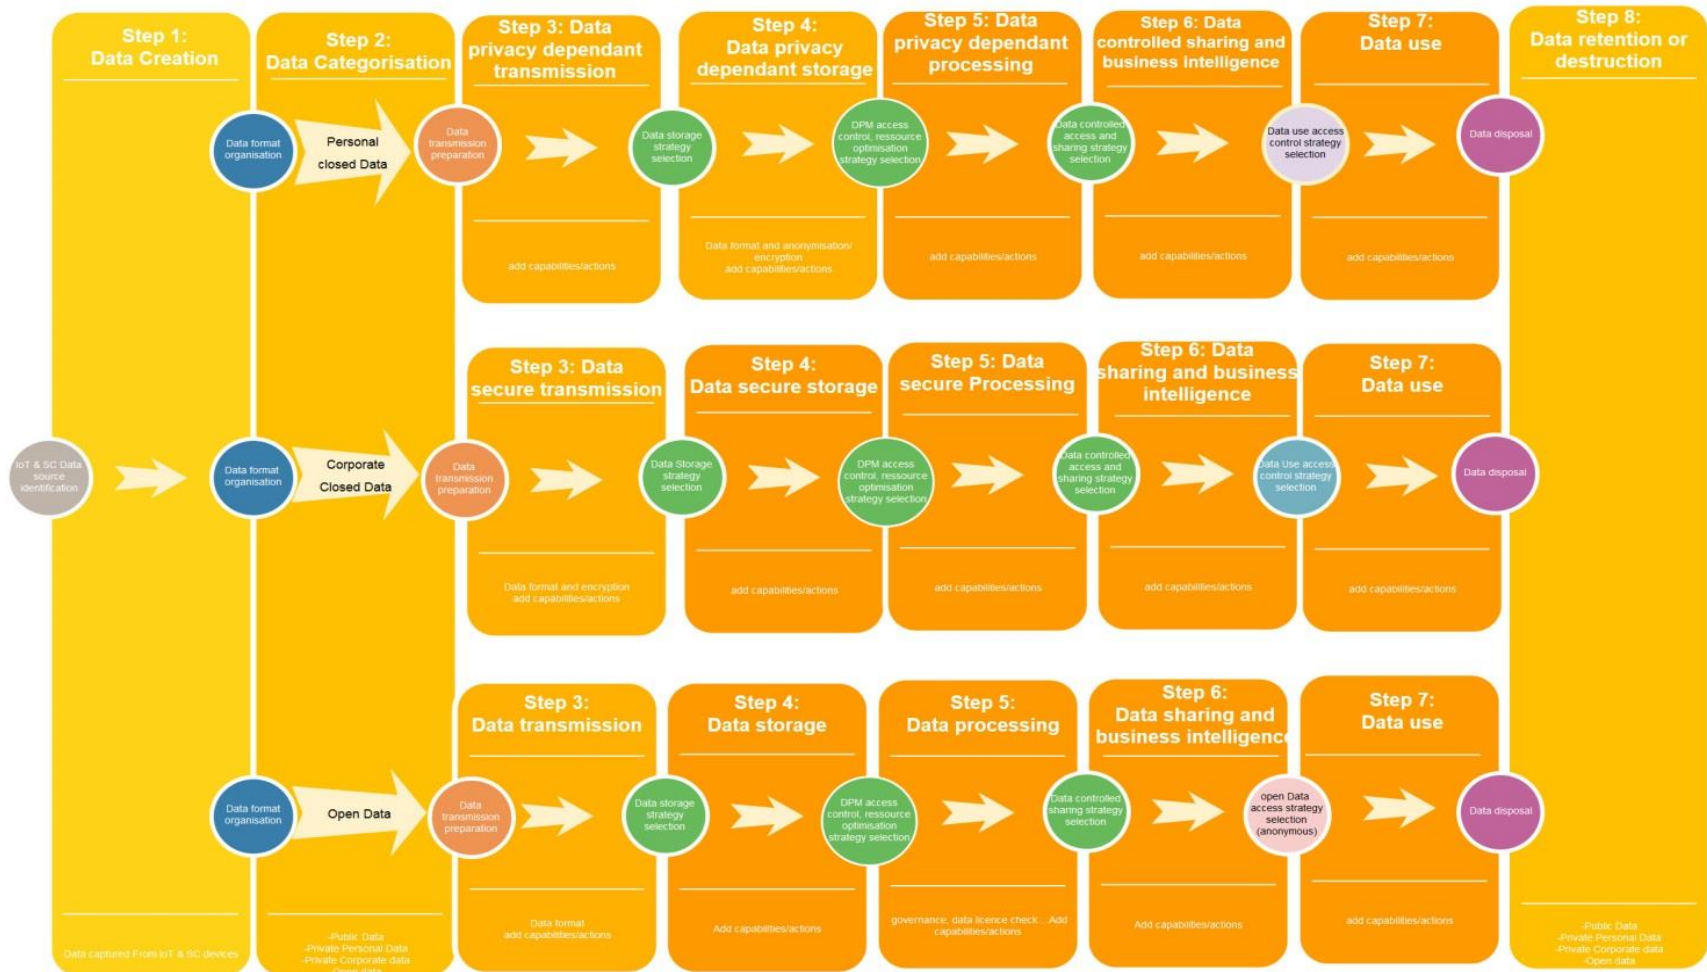 Step 1:
Data Creation
Step 2:
Data Categorisation
Step 3: Data
privacy dependant
transmission
Step 4:
Data privacy
dependant storage
Step 5: Data
privacy dependant
processing
Step 6: Data
controlled sharing and
business intelligence
Step 7:
Data use
Step 8:
Data retention or
destruction
Data format
organisation
Personal
closed Data
Data
transmission
preparation
Data storage
strategy
selection
DPM access
control, ressource
optimisation
strategy selection
Data controlled
access and
sharing strategy
selection
Data use access
control strategy
selection
Data disposal
add capabilities/actions
Data format and anonymisation/
encryption
add capabilities/actions
add capabilities/actions
add capabilities/actions
add capabilities/actions
Step 3: Data
secure transmission
Step 4:
Data secure storage
Step 5: Data
secure Processing
Step 6: Data
sharing and business
intelligence
Step 7:
Data use
IoT & SC Data
source
identification
Data format
organisation
Corporate
Closed Data
Data
transmission
preparation
Data Storage
strategy
selection
DPM access
control, ressource
optimisation
strategy selection
Data controlled
access and
sharing strategy
selection
Data Use access
control strategy
selection
Data disposal
Data format and encryption
add capabilities/actions
add capabilities/actions
add capabilities/actions
add capabilities/actions
add capabilities/actions
Step 3:
Data transmission
Step 4:
Data storage
Step 5:
Data processing
Step 6:
Data sharing and
business intelligence
Step 7:
Data use
Data format
organisation
Open Data
Data
transmission
preparation
Data storage
strategy
selection
DPM access
control, ressource
optimisation
strategy selection
Data controlled
sharing strategy
selection
open Data
access strategy
selection
(anonymous)
Data disposal
Data format
add capabilities/actions
Add capabilities/actions
governance, data licence check ...Add
capabilities/actions
Add capabilities/actions
add capabilities/actions
Data captured From IoT & SC devices
-Public Data
-Private Personal Data
-Private Corporate data
-Open data
-Public Data
-Private Personal Data
-Private Corporate data
-Open data